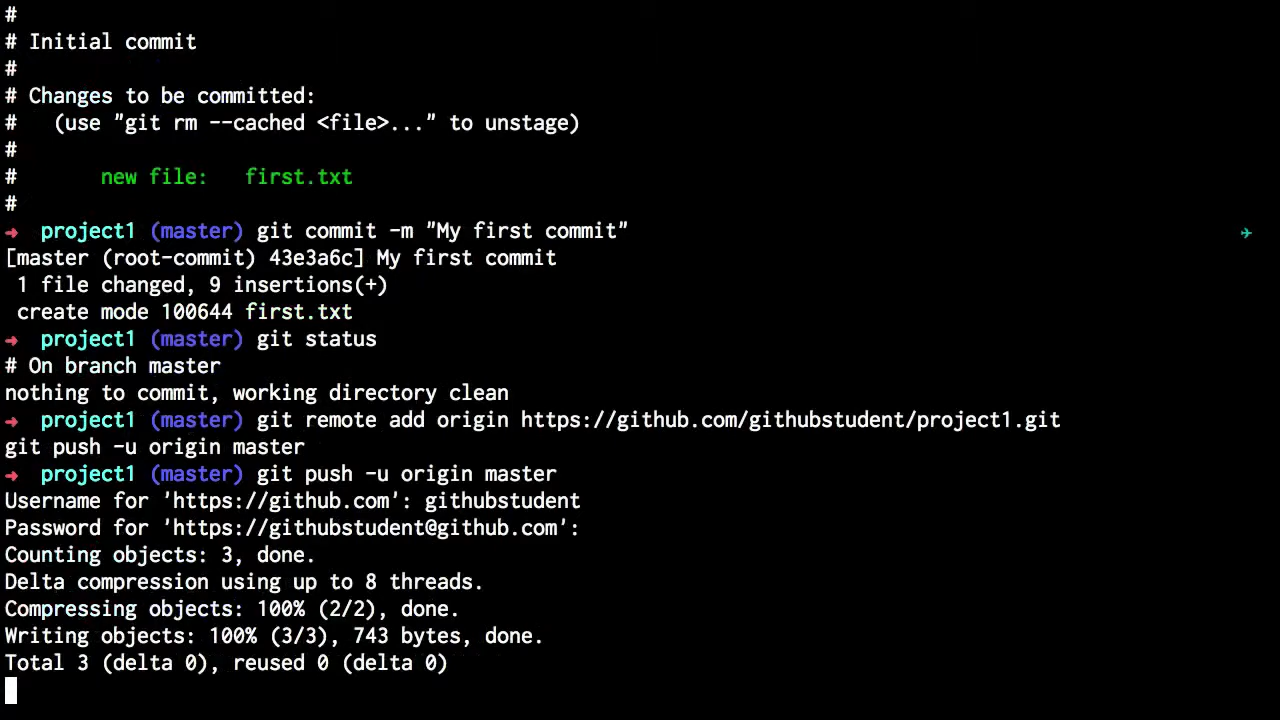 #
# Initial commit
#
# Changes to be committed:
#   (use "git rm --cached <file>..." to unstage)
#
#       new file:   first.txt
#
➜  project1 (master) git commit -m "My first commit" ✈
[master (root-commit) 43e3a6c] My first commit
 1 file changed, 9 insertions(+)
 create mode 100644 first.txt
➜  project1 (master) git status
# On branch master
nothing to commit, working directory clean
➜  project1 (master) git remote add origin https://github.com/githubstudent/project1.git
git push -u origin master
➜  project1 (master) git push -u origin master
Username for 'https://github.com': githubstudent
Password for 'https://githubstudent@github.com':
Counting objects: 3, done.
Delta compression using up to 8 threads.
Compressing objects: 100% (2/2), done.
Writing objects: 100% (3/3), 743 bytes, done.
Total 3 (delta 0), reused 0 (delta 0)